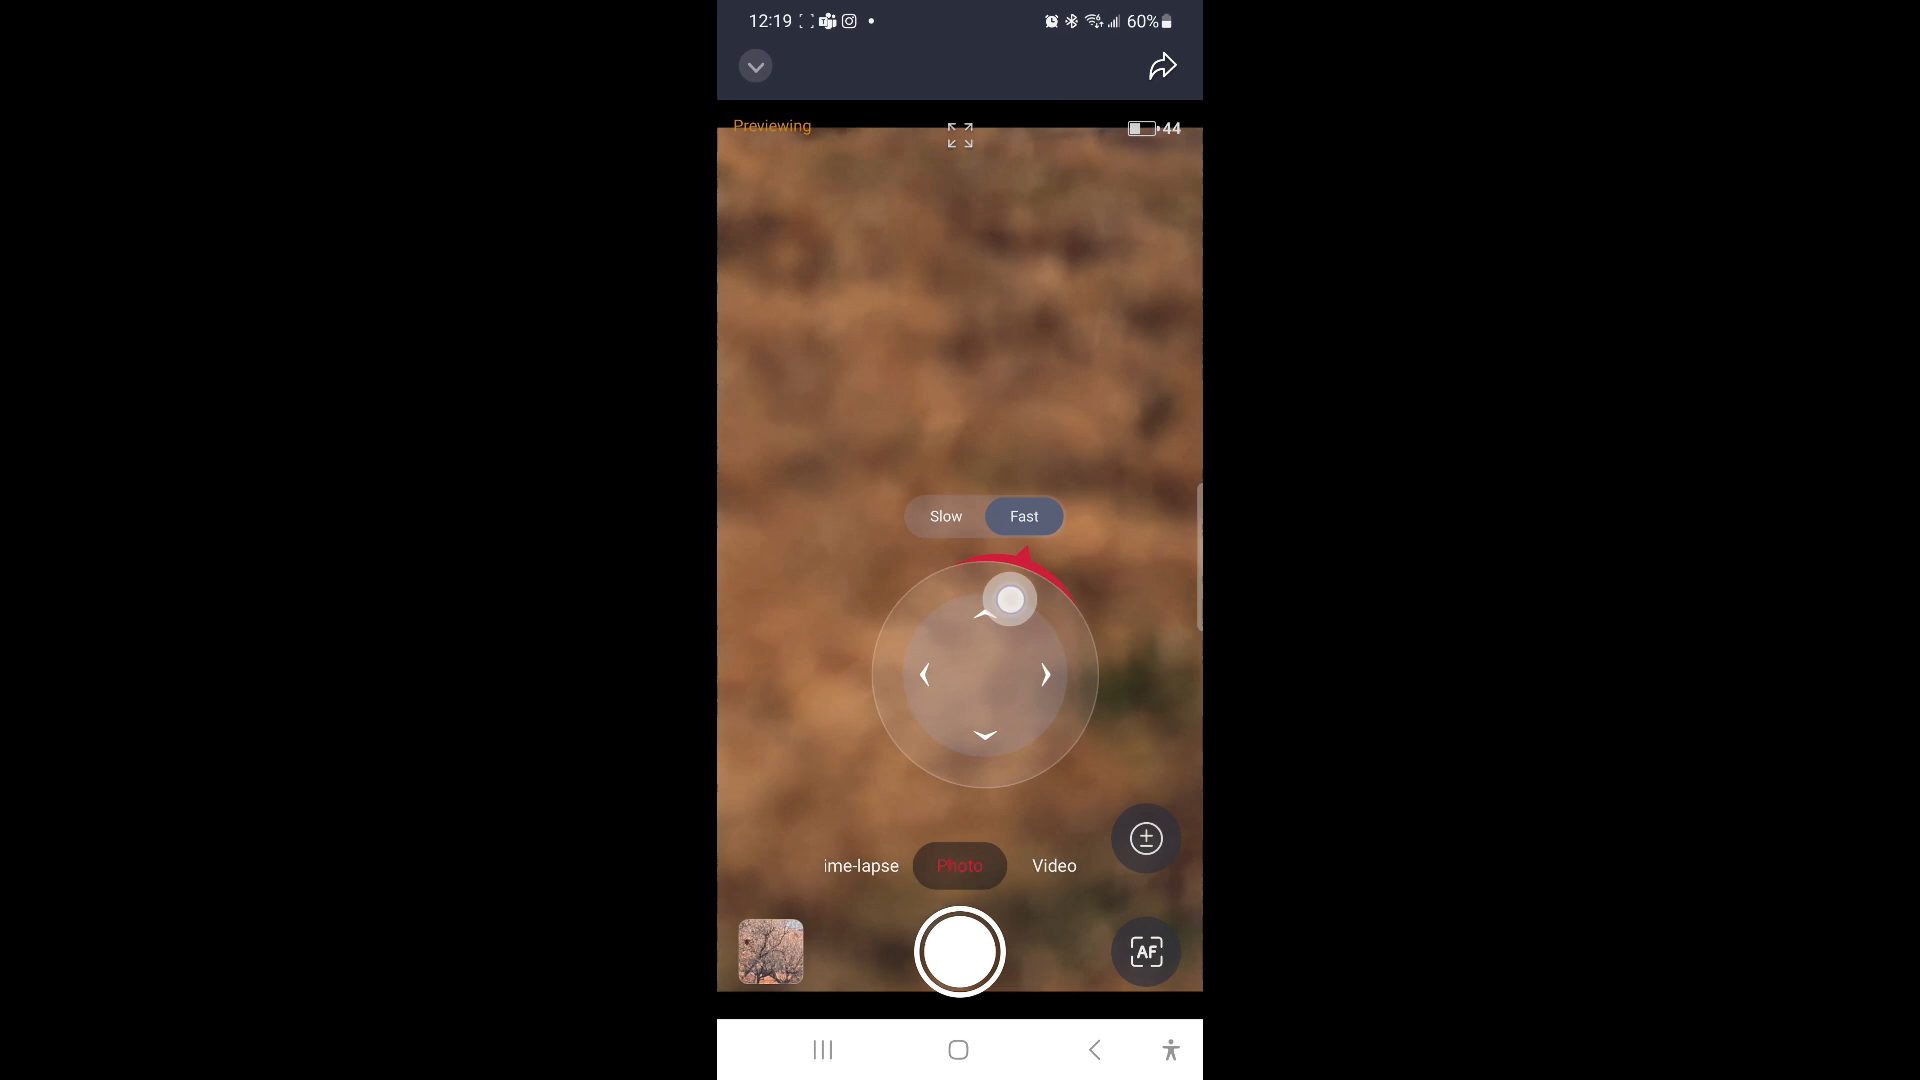 12:19
60%
Previewing
44
Slow
Fast
ime-lapse
Photo
Video
AF